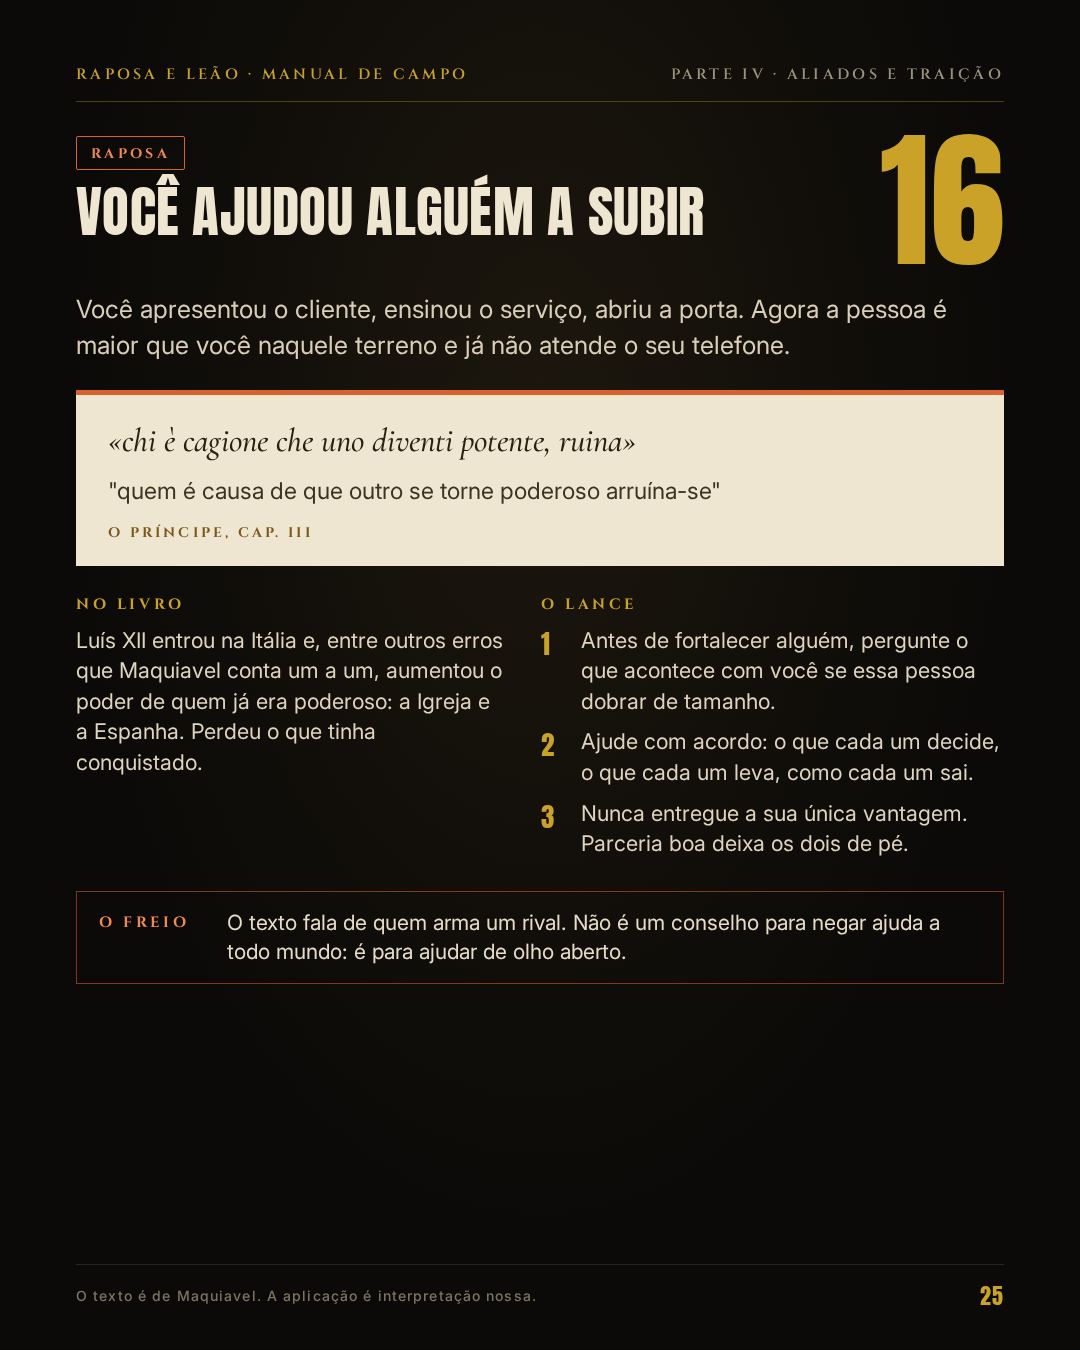 RAPOSA E LEÃO · MANUAL DE CAMPO
PARTE IV · ALIADOS E TRAIÇÃO
RAPOSA
16
VOCÊ AJUDOU ALGUÉM A SUBIR
Você apresentou o cliente, ensinou o serviço, abriu a porta. Agora a pessoa é
maior que você naquele terreno e já não atende o seu telefone.
«chi è cagione che uno diventi potente, ruina»
"quem é causa de que outro se torne poderoso arruína-se"
O PRÍNCIPE, CAP. III
NO LIVRO
Luís XII entrou na Itália e, entre outros erros
que Maquiavel conta um a um, aumentou o
poder de quem já era poderoso: a Igreja e
a Espanha. Perdeu o que tinha
conquistado.
O LANCE
1 Antes de fortalecer alguém, pergunte o
que acontece com você se essa pessoa
dobrar de tamanho.
2 Ajude com acordo: o que cada um decide,
o que cada um leva, como cada um sai.
3 Nunca entregue a sua única vantagem.
Parceria boa deixa os dois de pé.
O FREIO
O texto fala de quem arma um rival. Não é um conselho para negar ajuda a
todo mundo: é para ajudar de olho aberto.
O texto é de Maquiavel. A aplicação é interpretação nossa.
25